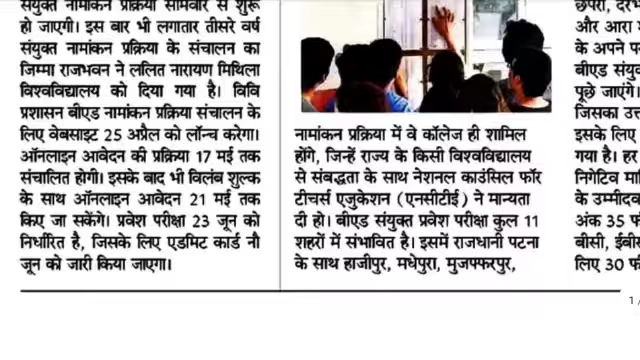 संयुक्त नामांकन प्रक्रिया सोमवार से शुरू
हो जाएगी। इस बार भी लगातार तीसरे वर्ष
संयुक्त नामांकन प्रक्रिया के संचालन का
जिम्मा राजभवन ने ललित नारायण मिथिला
विश्वविद्यालय को दिया गया है। विवि
प्रशासन बीएड नामांकन प्रक्रिया संचालन के
लिए वेबसाइट 25 अप्रैल को लॉन्च करेगा।
ऑनलाइन आवेदन की प्रक्रिया 17 मई तक
संचालित होगी। इसके बाद भी विलंब शुल्क
के साथ ऑनलाइन आवेदन 21 मई तक
किए जा सकेंगे। प्रवेश परीक्षा 23 जून को
निर्धारित है, जिसके लिए एडमिट कार्ड नौ
जून को जारी किया जाएगा।
नामांकन प्रक्रिया में वे कॉलेज ही शामिल
होंगे, जिन्हें राज्य के किसी विश्वविद्यालय
से संबद्धता के साथ नेशनल काउंसिल फॉर
टीचर्स एजुकेशन (एनसीटीई) ने मान्यता
दी हो। बीएड संयुक्त प्रवेश परीक्षा कुल 11
शहरों में संभावित है। इसमें राजधानी पटना
के साथ हाजीपुर, मधेपुरा, मुजफ्फरपुर,
छपरा,
और आरा
के अपने
बीएड
पूछे जाएंगे।
जिसका
इसके लिए
गया है। हर
निगेटिव
के
अंक 35
बीसी,
लिए 30
1/